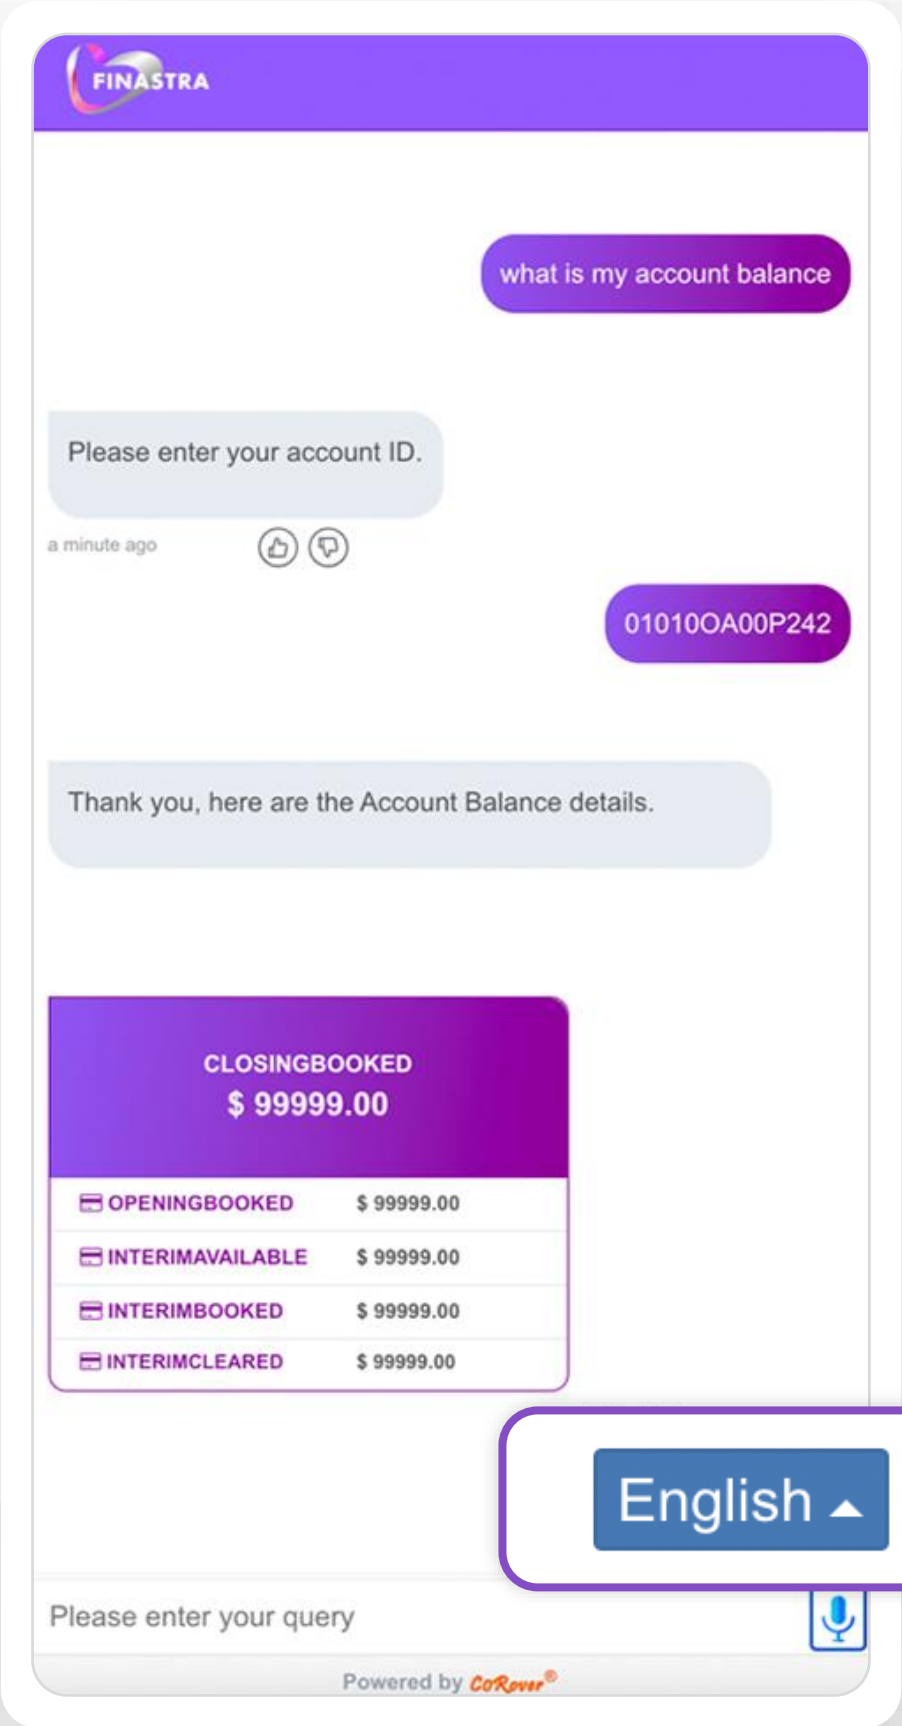 FINASTRA
what is my account balance
Please enter your account ID.
a minute ago
01010OA00P242
Thank you, here are the Account Balance details.
CLOSINGBOOKED
$ 99999.00
OPENINGBOOKED $ 99999.00
INTERIMAVAILABLE $ 99999.00
INTERIMBOOKED $ 99999.00
INTERIMCLEARED $ 99999.00
English
Please enter your query
Powered by CoRover®